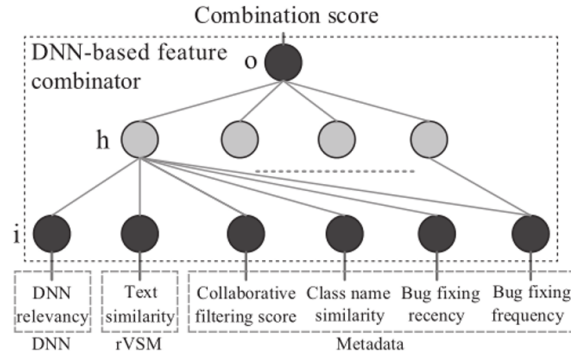 Combination score
DNN-based feature
combinator
o
h
i
DNN
relevancy
Text
similarity
Collaborative
filtering score
Class name
similarity
Bug fixing
recency
Bug fixing
frequency
DNN
rVSM
Metadata